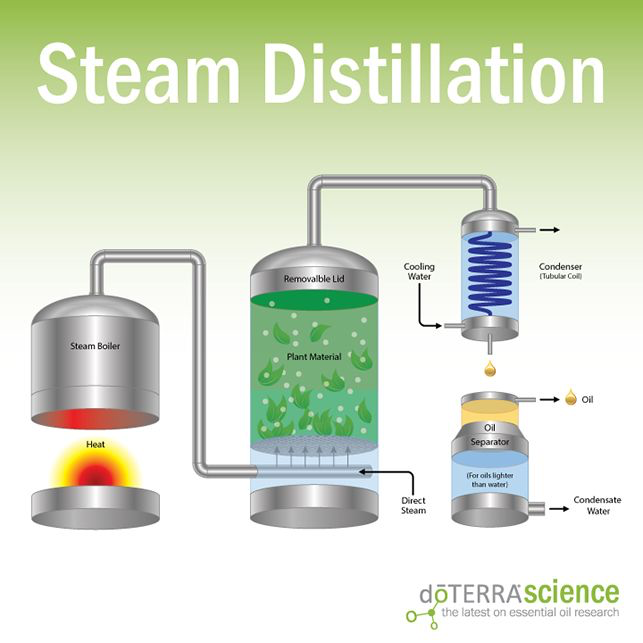 Steam Distillation
Steam Boiler
Heat
Removalble Lid
Plant Material
Direct
Steam
Cooling
Water
Condenser
(Tubular Coil)
Oil
Oil
Separator
(For oils lighter
than water)
Condensate
Water
dōTERRA® science
the latest on essential oil research